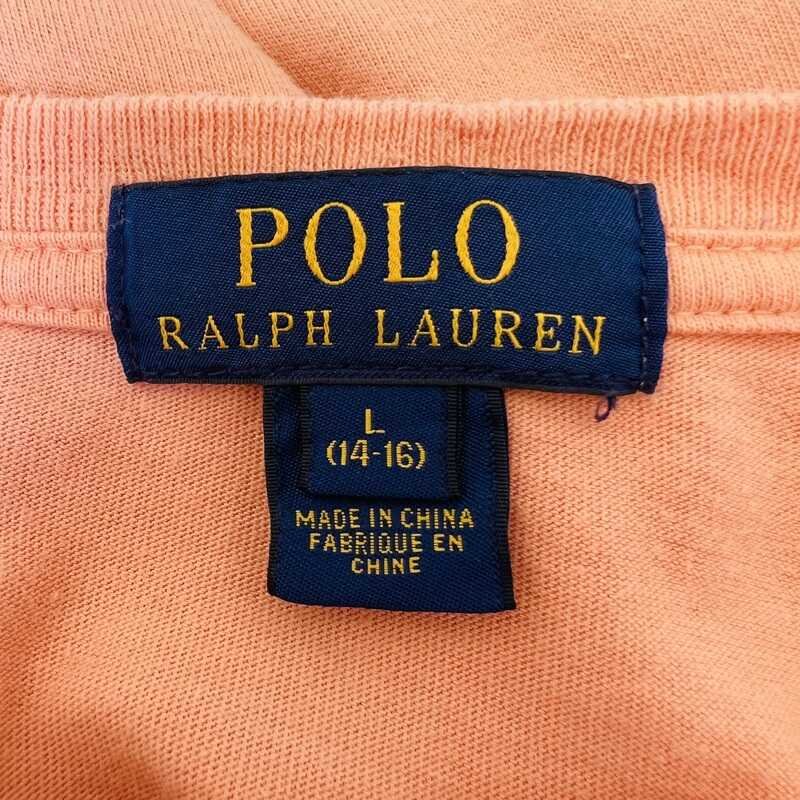 POLO
RALPH LAUREN
L
(14-16)
MADE IN CHINA
FABRIQUE EN
CHINE